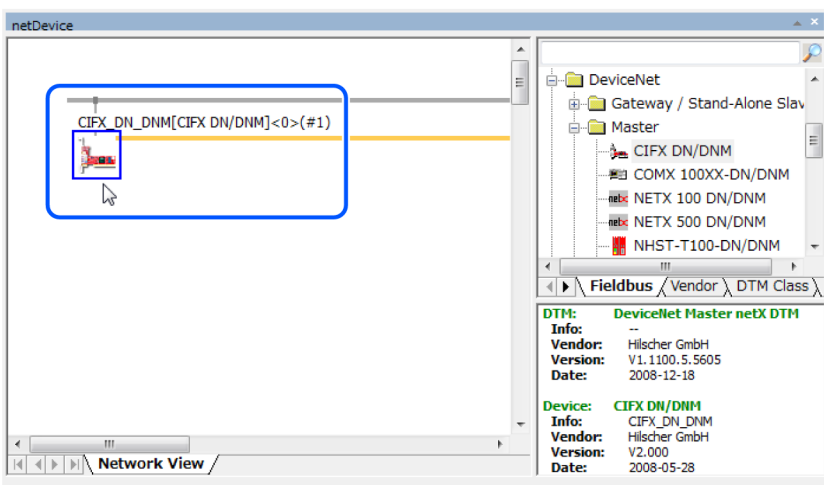 netDevice
CIFX_DN_DNM[CIFX DN/DNM]<0>(#1)
Network View
DeviceNet
Gateway / Stand-Alone Slav
Master
CIFX DN/DNM
COMX 100XX-DN/DNM
netX NETX 100 DN/DNM
netX NETX 500 DN/DNM
NHST-T100-DN/DNM
Fieldbus Vendor DTM Class
DTM: DeviceNet Master netX DTM
Info: --
Vendor: Hilscher GmbH
Version: V1.1100.5.5605
Date: 2008-12-18
Device: CIFX DN/DNM
Info: CIFX_DN_DNM
Vendor: Hilscher GmbH
Version: V2.000
Date: 2008-05-28